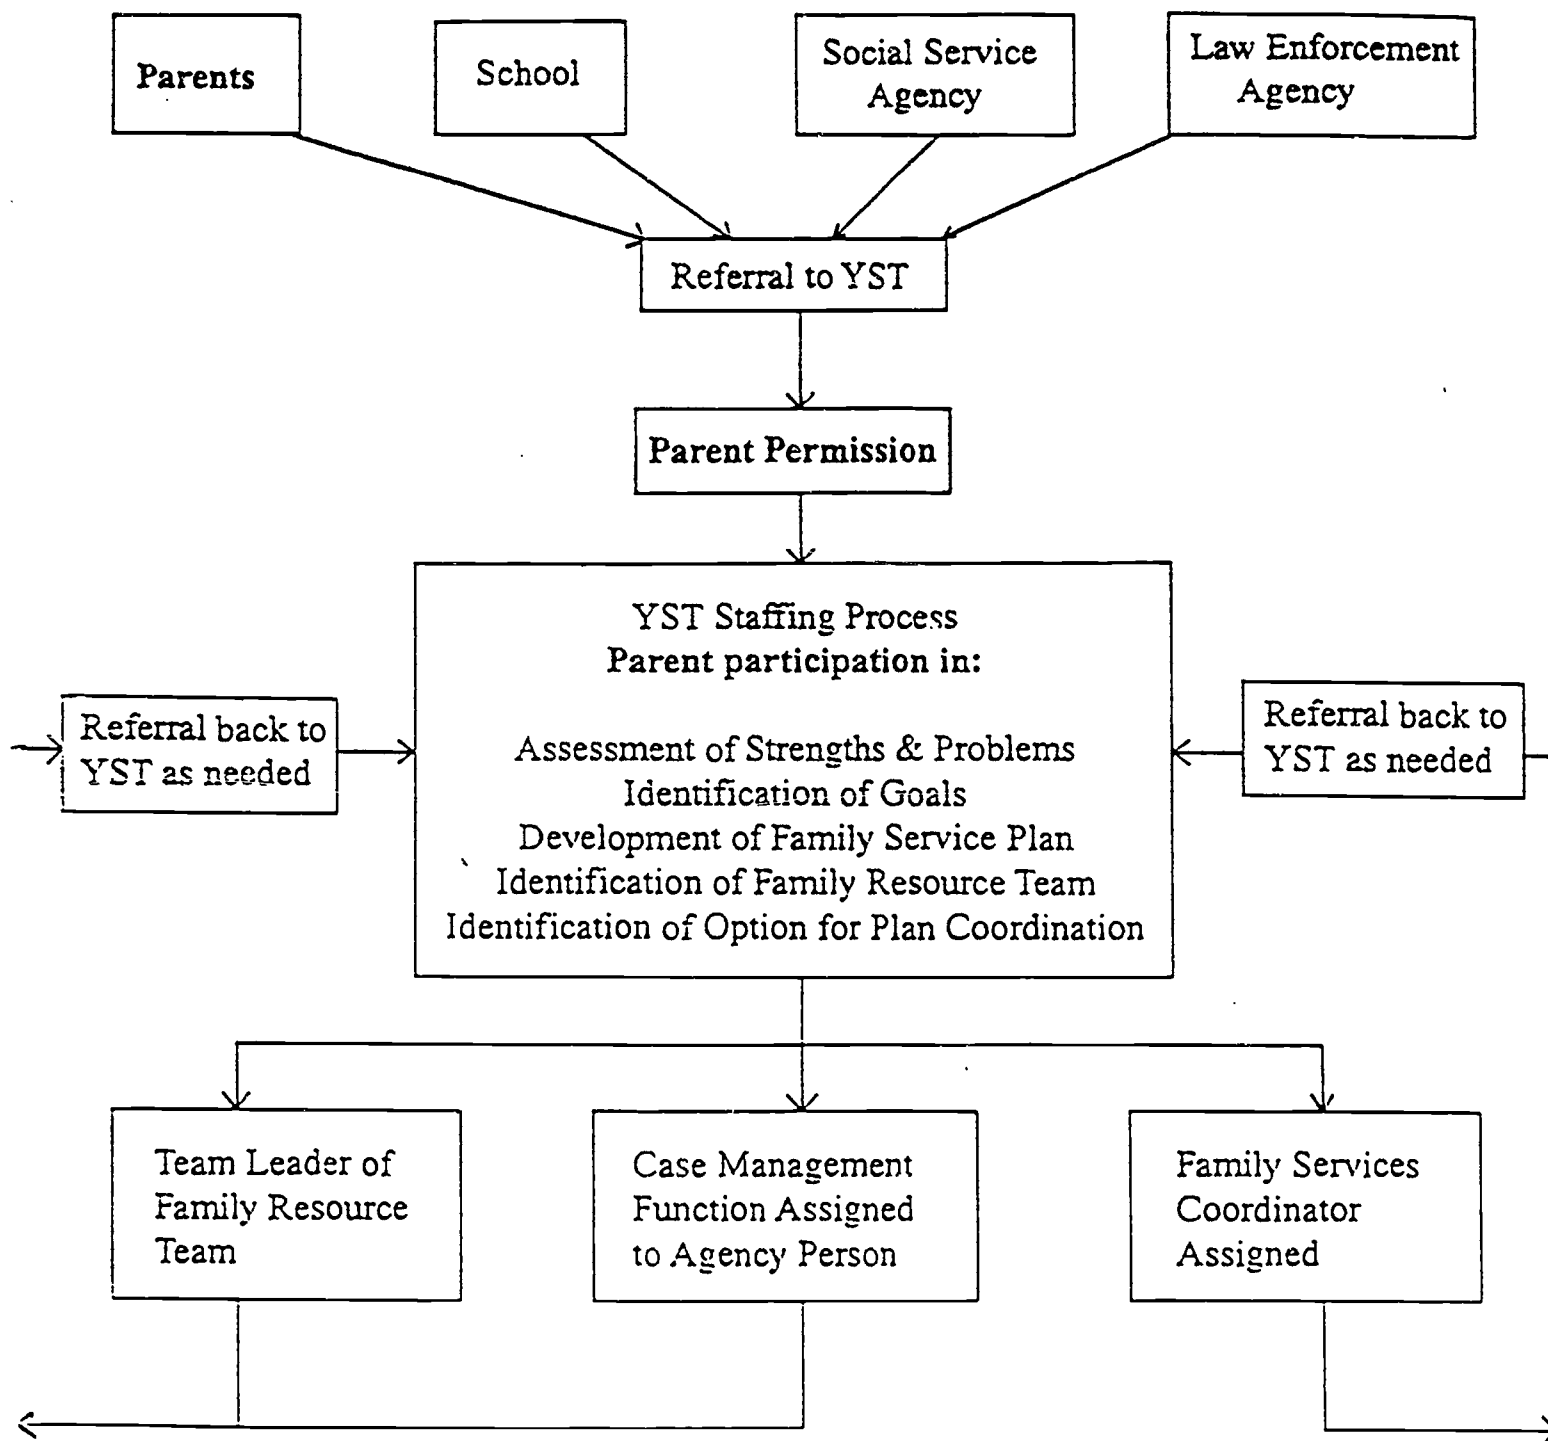 Parents
School
Social Service
Agency
Law Enforcement
Agency
Referral to YST
Parent Permission
YST Staffing Process
Parent participation in:
Assessment of Strengths & Problems
Identification of Goals
Development of Family Service Plan
Identification of Family Resource Team
Identification of Option for Plan Coordination
Referral back to
YST as needed
Referral back to
YST as needed
Team Leader of
Family Resource
Team
Case Management
Function Assigned
to Agency Person
Family Services
Coordinator
Assigned